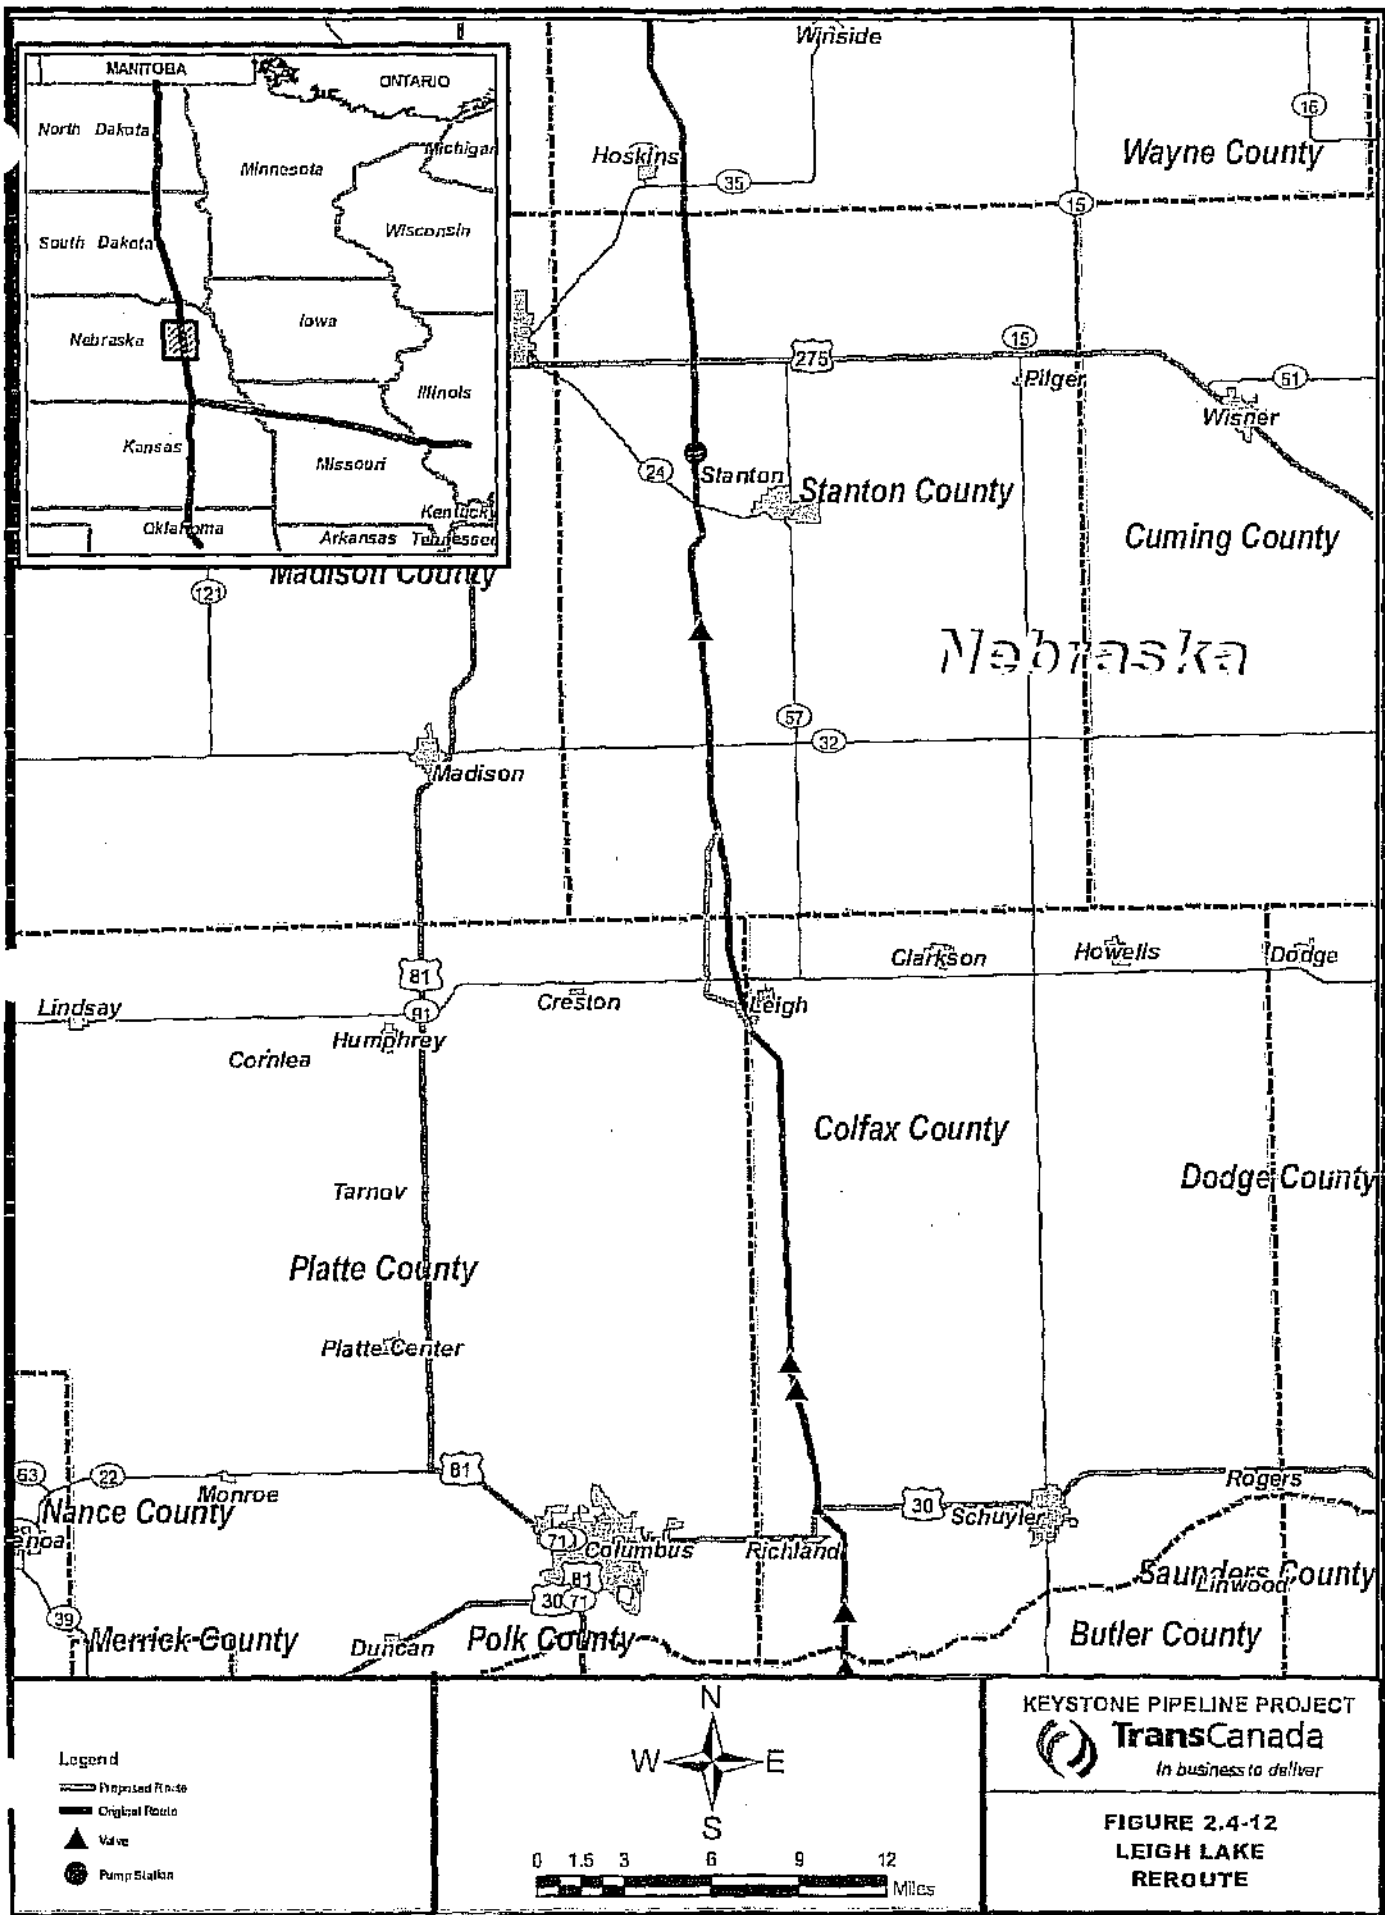 MANITOBA
ONTARIO
North Dakota
Minnesota
Michigan
South Dakota
Wisconsin
Nebraska
Iowa
Illinois
Kansas
Missouri
Kentucky
Oklahoma
Arkansas
Tennessee
Winside
16
Hoskins
35
Wayne County
15
275
15
Pilger
51
Wisner
24
Stanton
Stanton County
Cuming County
Madison County
121
Nebraska
57
32
Madison
81
Clarkson
Howells
Dodge
Lindsay
91
Creston
Leigh
Humphrey
Cornlea
Colfax County
Tarnov
Dodge County
Platte County
Platte Center
63
22
81
Monroe
Nance County
30
Schuyler
Rogers
enoa
71
Columbus
Richland
81
30
71
Saunders County
Linwood
39
Merrick County
Duncan
Polk County
Butler County
Legend
Proposed Route
Original Route
Valve
Pump Station
N
W
E
S
0 1.5 3 6 9 12
Miles
KEYSTONE PIPELINE PROJECT
TransCanada
In business to deliver
FIGURE 2.4-12
LEIGH LAKE
REROUTE